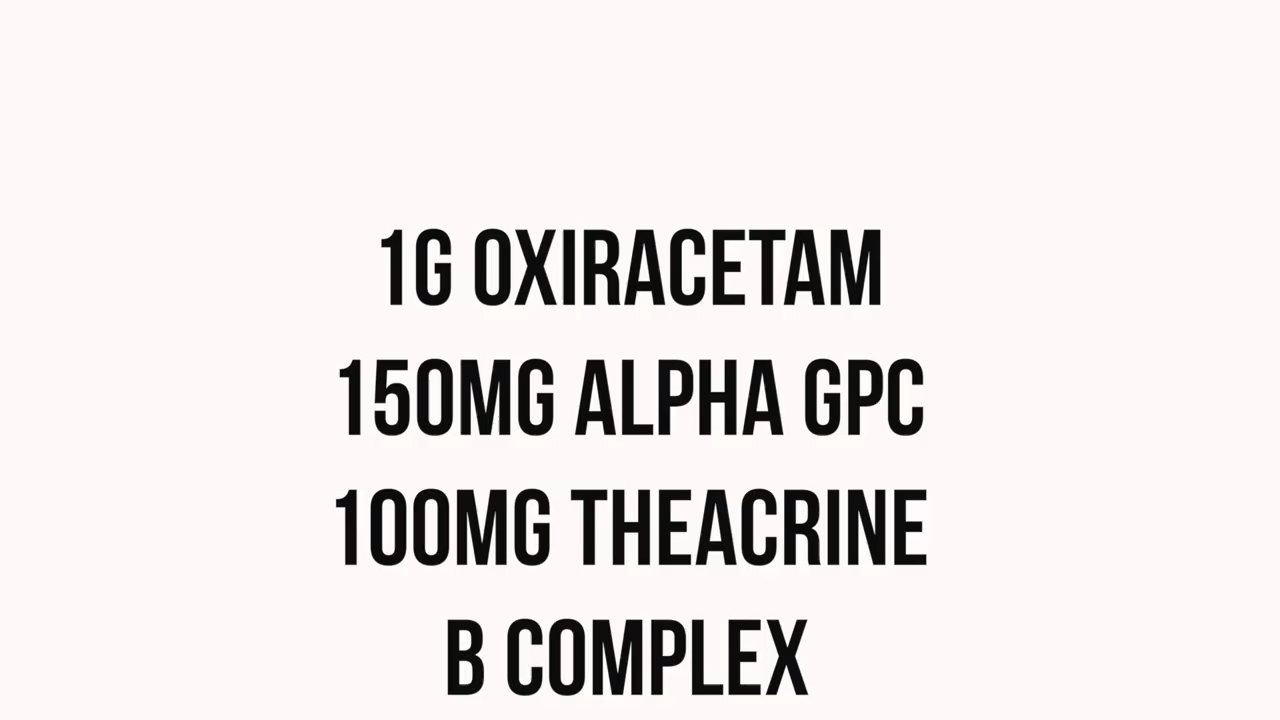 1G OXIRACETAM
150MG ALPHA GPC
100MG THEACRINE
B COMPLEX